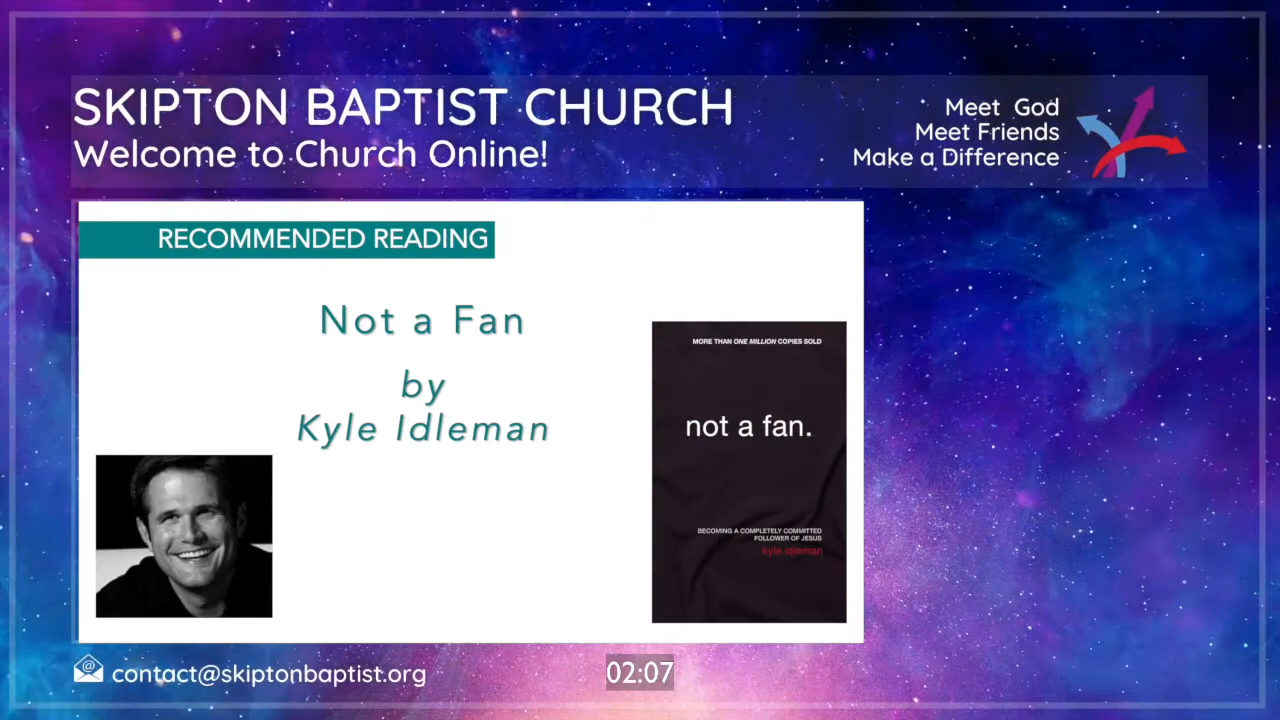 SKIPTON BAPTIST CHURCH
Welcome to Church Online!
Meet God
Meet Friends
Make a Difference
RECOMMENDED READING
Not a Fan
by
Kyle Idleman
MORE THAN ONE MILLION COPIES SOLD
not a fan.
BECOMING A COMPLETELY COMMITTED
FOLLOWER OF JESUS
kyle idleman
@ contact@skiptonbaptist.org
02:07